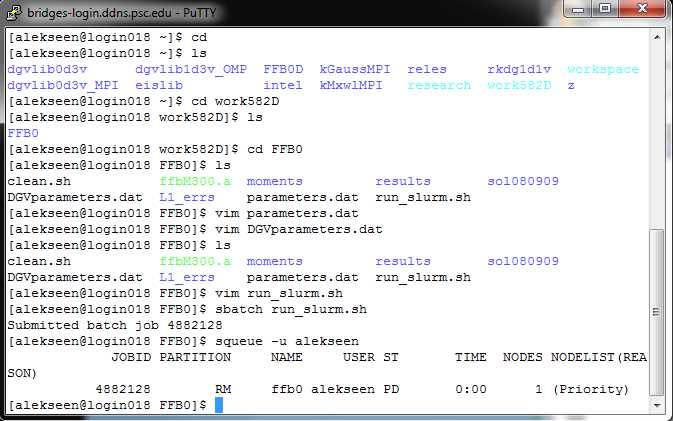 bridges-login.ddns.psc.edu - PuTTY
[alekseen@login018 ~]$ cd
[alekseen@login018 ~]$ ls
dgvlib0d3v dgvlib1d3v_OMP FFB0D kGaussMPI reles rkdg1d1v workspace
dgvlib0d3v_MPI eislib intel kMxwlMPI research work582D z
[alekseen@login018 ~]$ cd work582D
[alekseen@login018 work582D]$ ls
FFB0
[alekseen@login018 work582D]$ cd FFB0
[alekseen@login018 FFB0]$ ls
clean.sh ffbM300.a moments results sol080909
DGVparameters.dat L1_errs parameters.dat run_slurm.sh
[alekseen@login018 FFB0]$ vim parameters.dat
[alekseen@login018 FFB0]$ vim DGVparameters.dat
[alekseen@login018 FFB0]$ ls
clean.sh ffbM300.a moments results sol080909
DGVparameters.dat L1_errs parameters.dat run_slurm.sh
[alekseen@login018 FFB0]$ vim run_slurm.sh
[alekseen@login018 FFB0]$ sbatch run_slurm.sh
Submitted batch job 4882128
[alekseen@login018 FFB0]$ squeue -u alekseen
JOBID PARTITION NAME USER ST TIME NODES NODELIST(REA
SON)
4882128 RM ffb0 alekseen PD 0:00 1 (Priority)
[alekseen@login018 FFB0]$